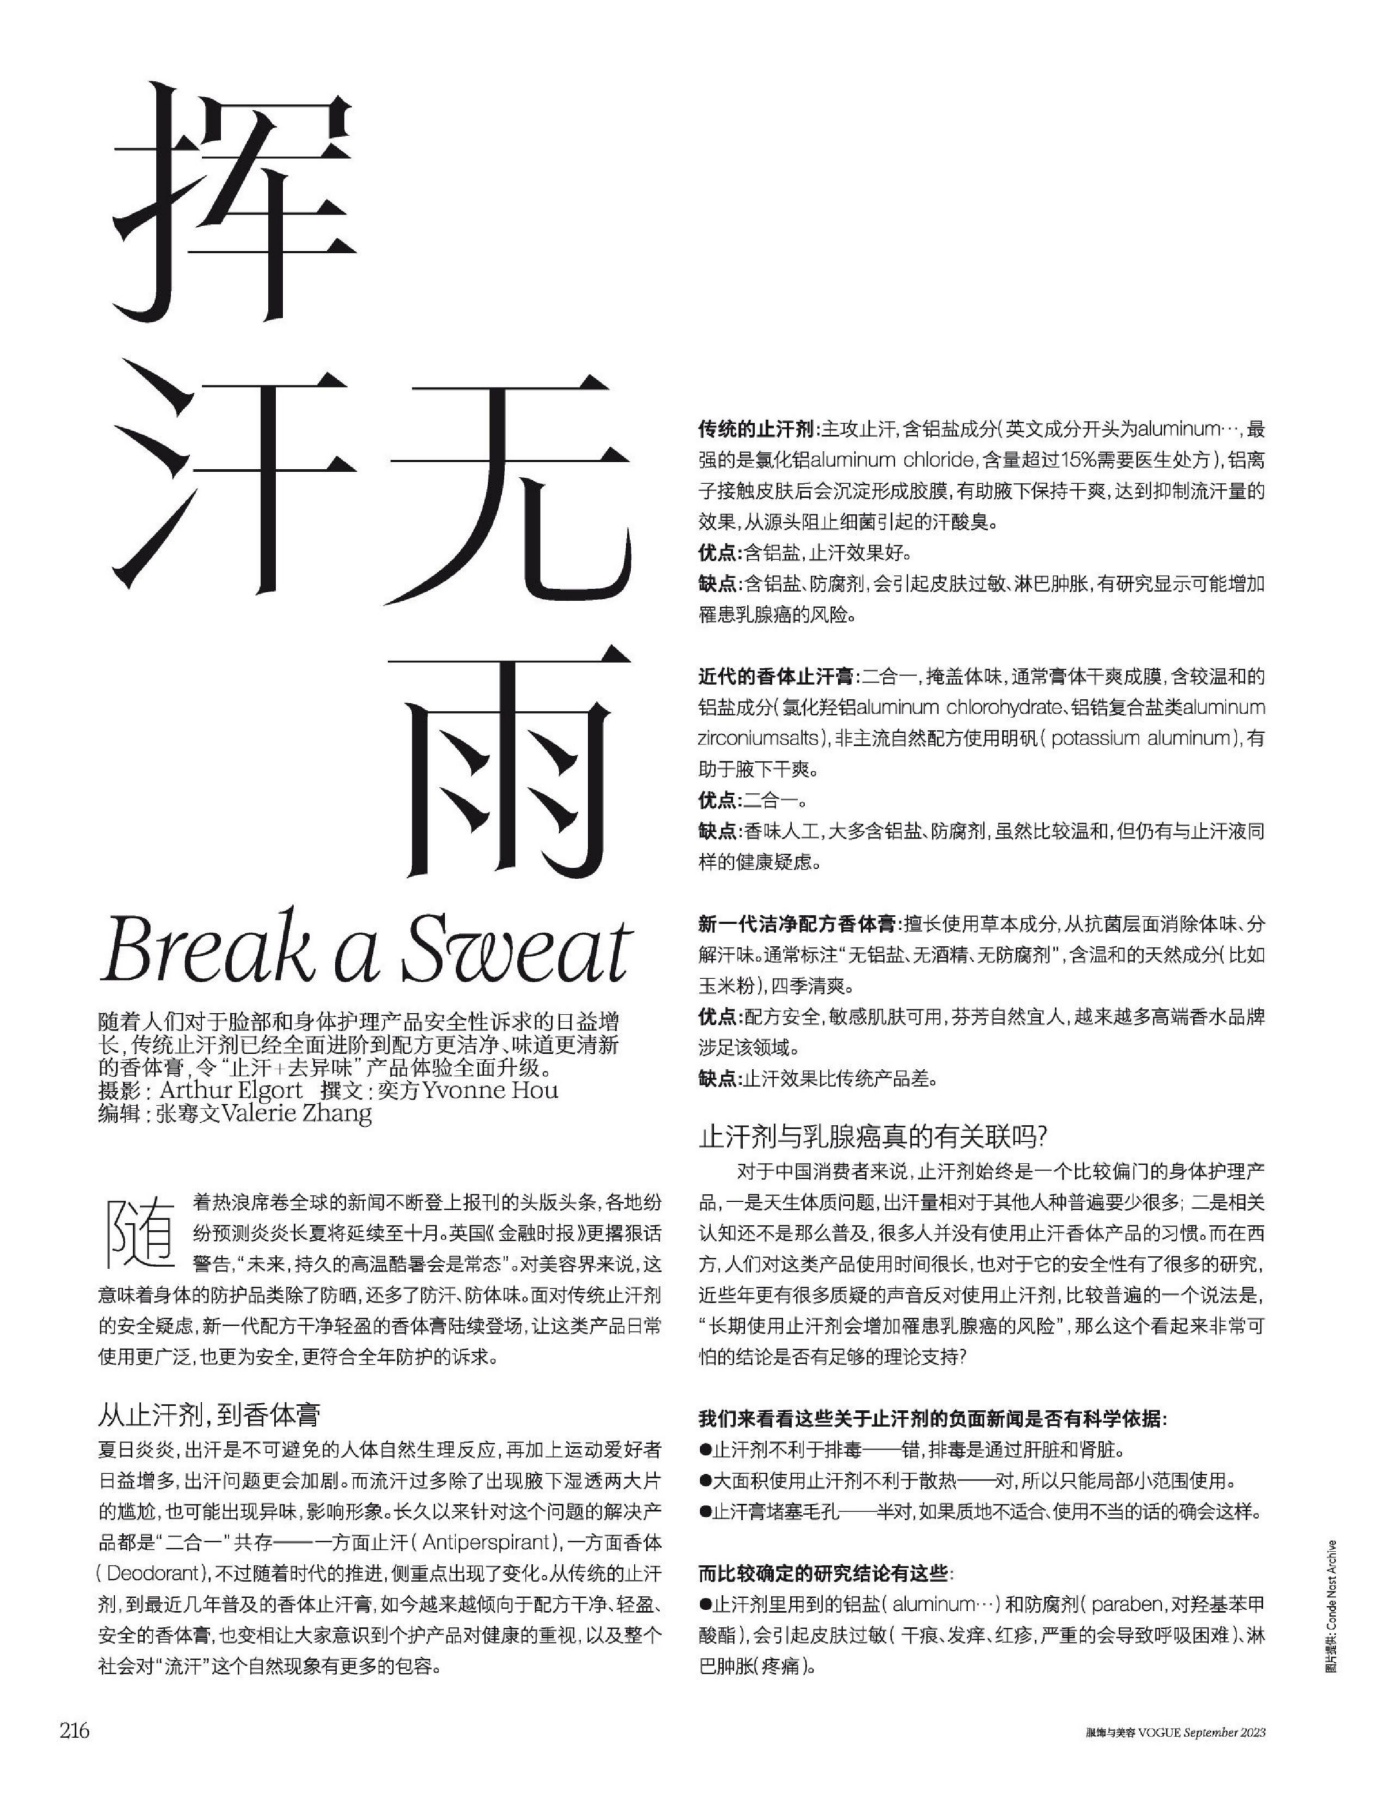 挥
汗
无
雨
Break a Sweat
随着人们对于脸部和身体护理产品安全性诉求的日益增
长,传统止汗剂已经全面进阶到配方更洁净、味道更清新
的香体膏,令“止汗+去异味”产品体验全面升级。
摄影: Arthur Elgort 撰文:奕方Yvonne Hou
编辑:张骞文Valerie Zhang
随
着热浪席卷全球的新闻不断登上报刊的头版头条,各地纷
纷预测炎炎长夏将延续至十月。英国《金融时报》更撂狠话
警告,“未来,持久的高温酷暑会是常态”。对美容界来说,这
意味着身体的防护品类除了防晒,还多了防汗、防体味。面对传统止汗剂
的安全疑虑,新一代配方干净轻盈的香体膏陆续登场,让这类产品日常
使用更广泛,也更为安全,更符合全年防护的诉求。
从止汗剂,到香体膏
夏日炎炎,出汗是不可避免的人体自然生理反应,再加上运动爱好者
日益增多,出汗问题更会加剧。而流汗过多除了出现腋下湿透两大片
的尴尬,也可能出现异味,影响形象。长久以来针对这个问题的解决产
品都是“二合一”共存——一方面止汗(Antiperspirant),一方面香体
(Deodorant),不过随着时代的推进,侧重点出现了变化。从传统的止汗
剂,到最近几年普及的香体止汗膏,如今越来越倾向于配方干净、轻盈、
安全的香体膏,也变相让大家意识到个护产品对健康的重视,以及整个
社会对“流汗”这个自然现象有更多的包容。
传统的止汗剂:主攻止汗,含铝盐成分(英文成分开头为aluminum…,最
强的是氯化铝aluminum chloride,含量超过15%需要医生处方),铝离
子接触皮肤后会沉淀形成胶膜,有助腋下保持干爽,达到抑制流汗量的
效果,从源头阻止细菌引起的汗酸臭。
优点:含铝盐,止汗效果好。
缺点:含铝盐、防腐剂,会引起皮肤过敏、淋巴肿胀,有研究显示可能增加
罹患乳腺癌的风险。
近代的香体止汗膏:二合一,掩盖体味,通常膏体干爽成膜,含较温和的
铝盐成分(氯化羟铝aluminum chlorohydrate、铝锆复合盐类aluminum
zirconiumsalts),非主流自然配方使用明矾(potassium aluminum),有
助于腋下干爽。
优点:二合一。
缺点:香味人工,大多含铝盐、防腐剂,虽然比较温和,但仍有与止汗液同
样的健康疑虑。
新一代洁净配方香体膏:擅长使用草本成分,从抗菌层面消除体味、分
解汗味。通常标注“无铝盐、无酒精、无防腐剂”,含温和的天然成分(比如
玉米粉),四季清爽。
优点:配方安全,敏感肌肤可用,芬芳自然宜人,越来越多高端香水品牌
涉足该领域。
缺点:止汗效果比传统产品差。
止汗剂与乳腺癌真的有关联吗?
对于中国消费者来说,止汗剂始终是一个比较偏门的身体护理产
品,一是天生体质问题,出汗量相对于其他人种普遍要少很多;二是相关
认知还不是那么普及,很多人并没有使用止汗香体产品的习惯。而在西
方,人们对这类产品使用时间很长,也对于它的安全性有了很多的研究,
近些年更有很多质疑的声音反对使用止汗剂,比较普遍的一个说法是,
“长期使用止汗剂会增加罹患乳腺癌的风险”,那么这个看起来非常可
怕的结论是否有足够的理论支持?
我们来看看这些关于止汗剂的负面新闻是否有科学依据:
●止汗剂不利于排毒——错,排毒是通过肝脏和肾脏。
●大面积使用止汗剂不利于散热——对,所以只能局部小范围使用。
●止汗膏堵塞毛孔——半对,如果质地不适合、使用不当的话的确会这样。
而比较确定的研究结论有这些:
●止汗剂里用到的铝盐(aluminum…)和防腐剂(paraben,对羟基苯甲
酸酯),会引起皮肤过敏(干痕、发痒、红疹,严重的会导致呼吸困难)、淋
巴肿胀(疼痛)。
图片提供: Conde Nast Archive
216
服饰与美容 VOGUE September 2023